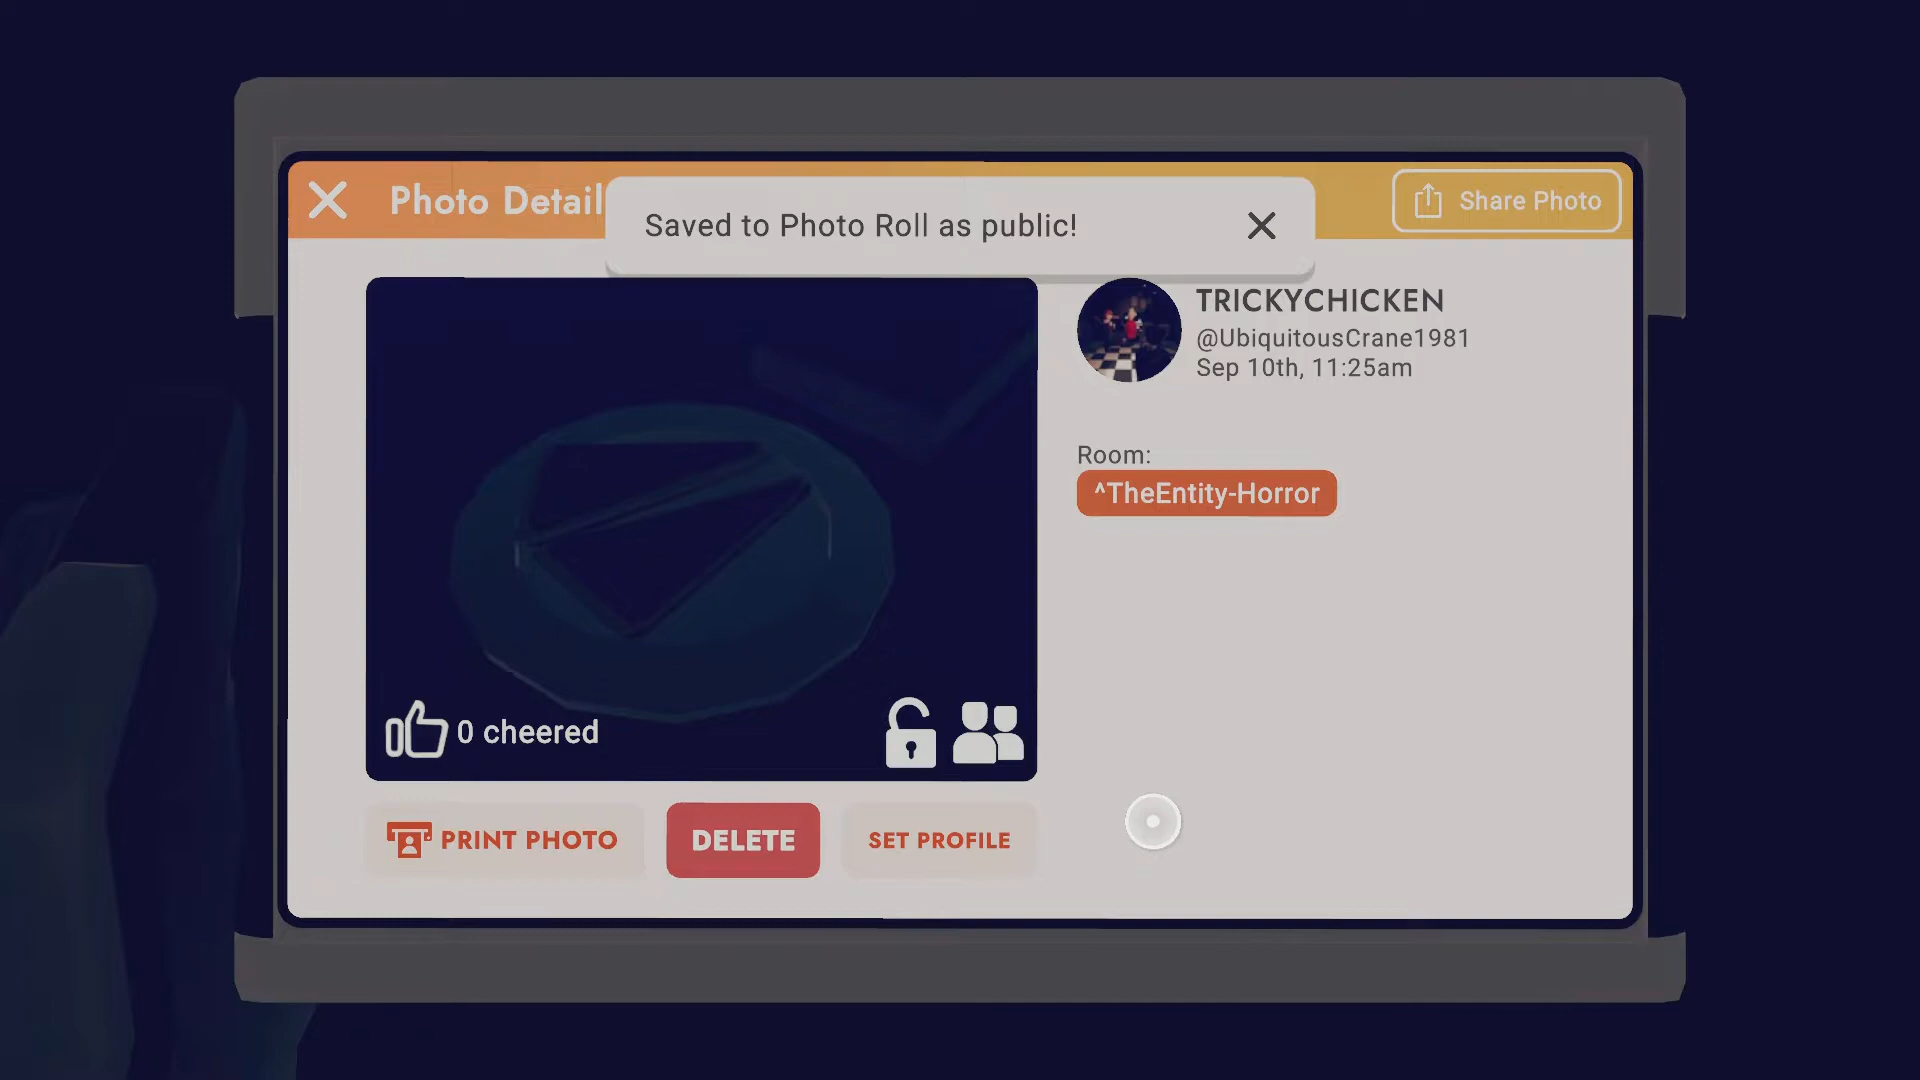 Photo Detail
Saved to Photo Roll as public!
Share Photo
TRICKYCHICKEN
@UbiquitousCrane1981
Sep 10th, 11:25am
Room:
^TheEntity-Horror
0 cheered
PRINT PHOTO
DELETE
SET PROFILE